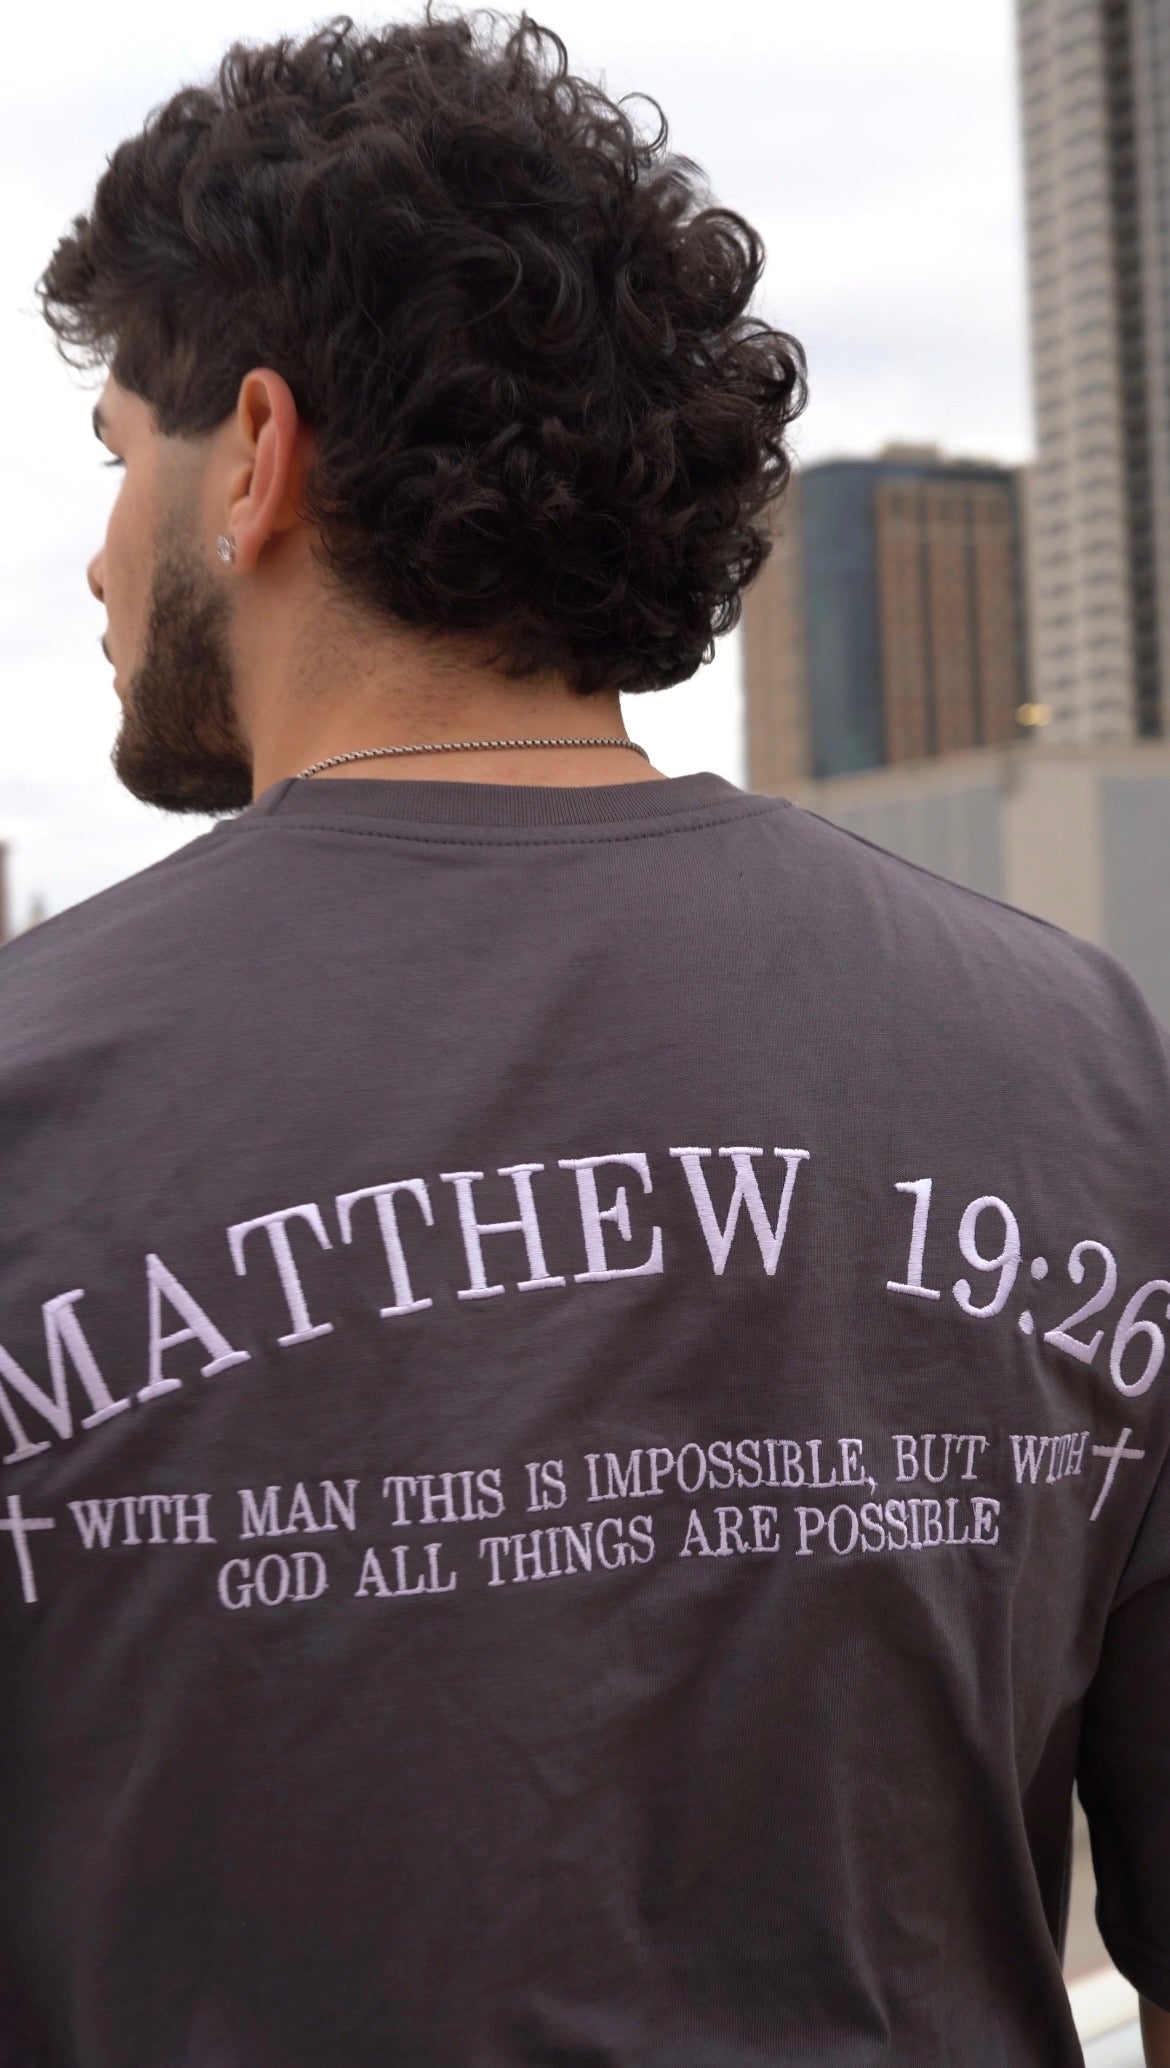 MATTHEW 19:26
WITH MAN THIS IS IMPOSSIBLE, BUT WITH
GOD ALL THINGS ARE POSSIBLE